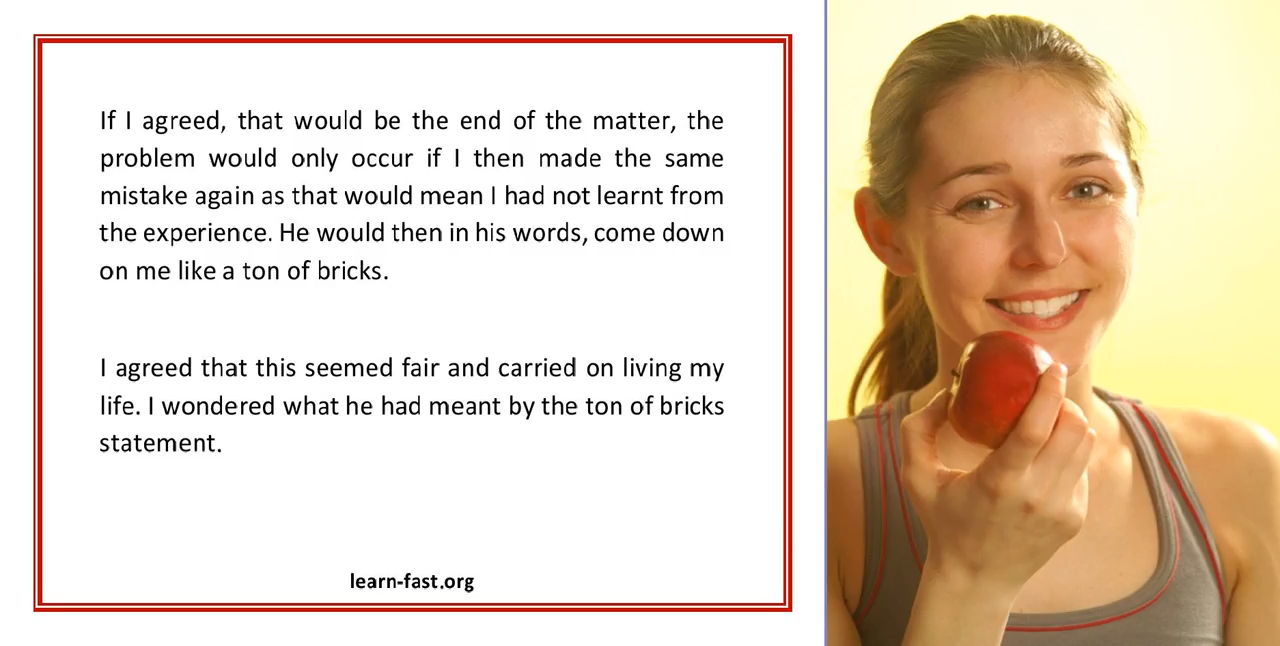 If I agreed, that would be the end of the matter, the
problem would only occur if I then made the same
mistake again as that would mean I had not learnt from
the experience. He would then in his words, come down
on me like a ton of bricks.
I agreed that this seemed fair and carried on living my
life. I wondered what he had meant by the ton of bricks
statement.
learn-fast.org